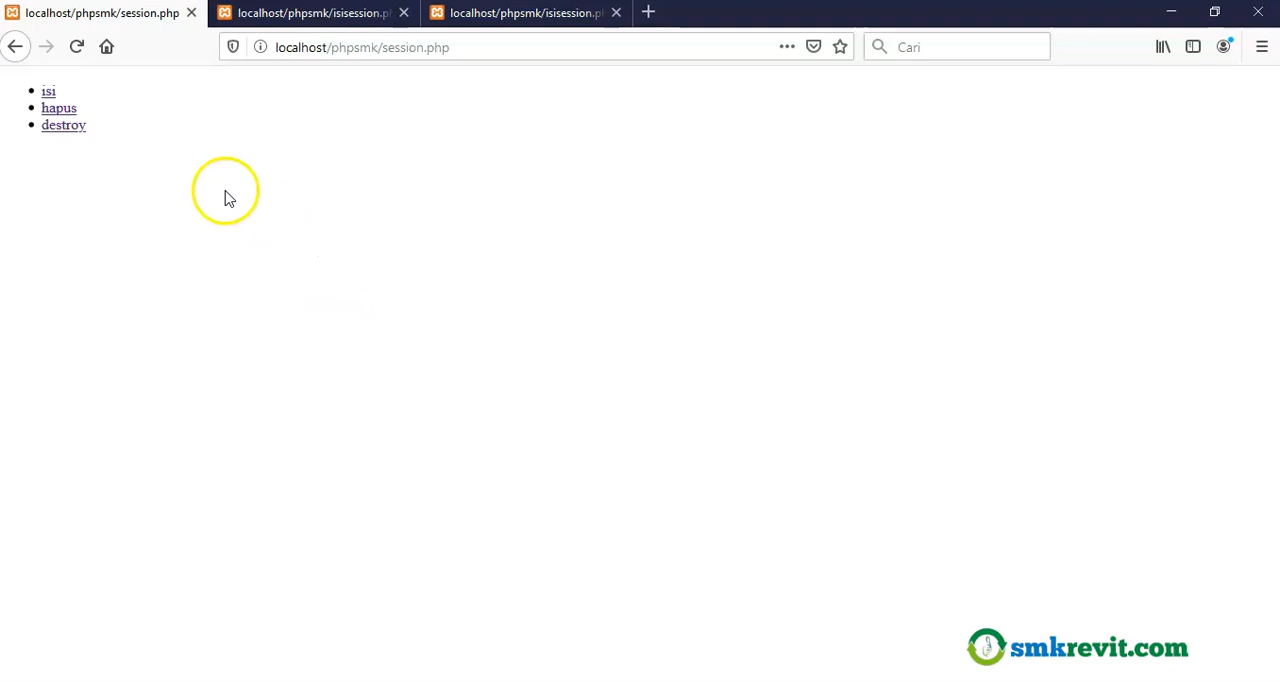 localhost/phpsmk/session.php
localhost/phpsmk/isisession.p
localhost/phpsmk/isisession.p
localhost/phpsmk/session.php
Cari
isi
hapus
destroy
smkrevit.com